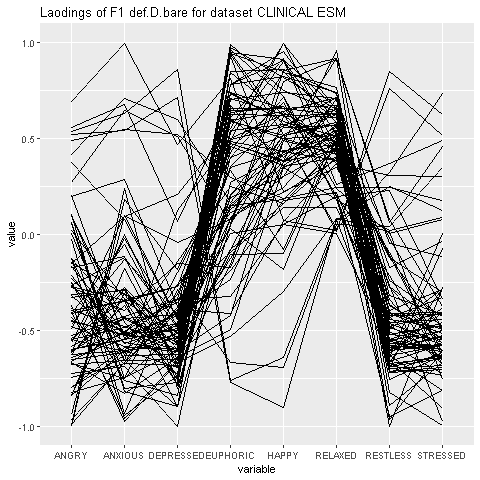 Laodings of F1 def.D.bare for dataset CLINICAL ESM
1.0
0.5
0.0
-0.5
-1.0
value
ANGRY ANXIOUS DEPRESSEDEUPHORIC HAPPY RELAXED RESTLESS STRESSED
variable